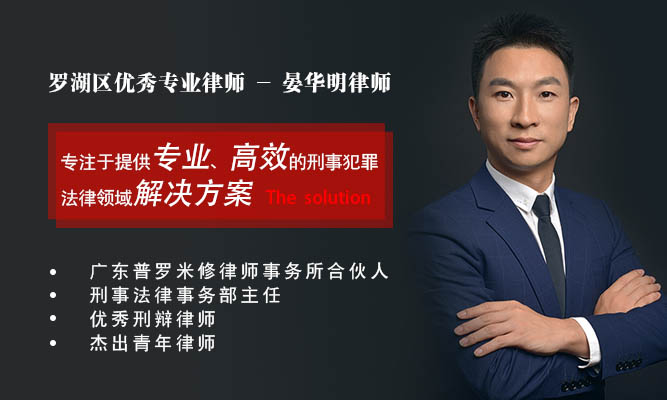 罗湖区优秀专业律师 - 晏华明律师
专注于提供专业、高效的刑事犯罪
法律领域解决方案 The solution
• 广东普罗米修律师事务所合伙人
• 刑事法律事务部主任
• 优秀刑辩律师
• 杰出青年律师